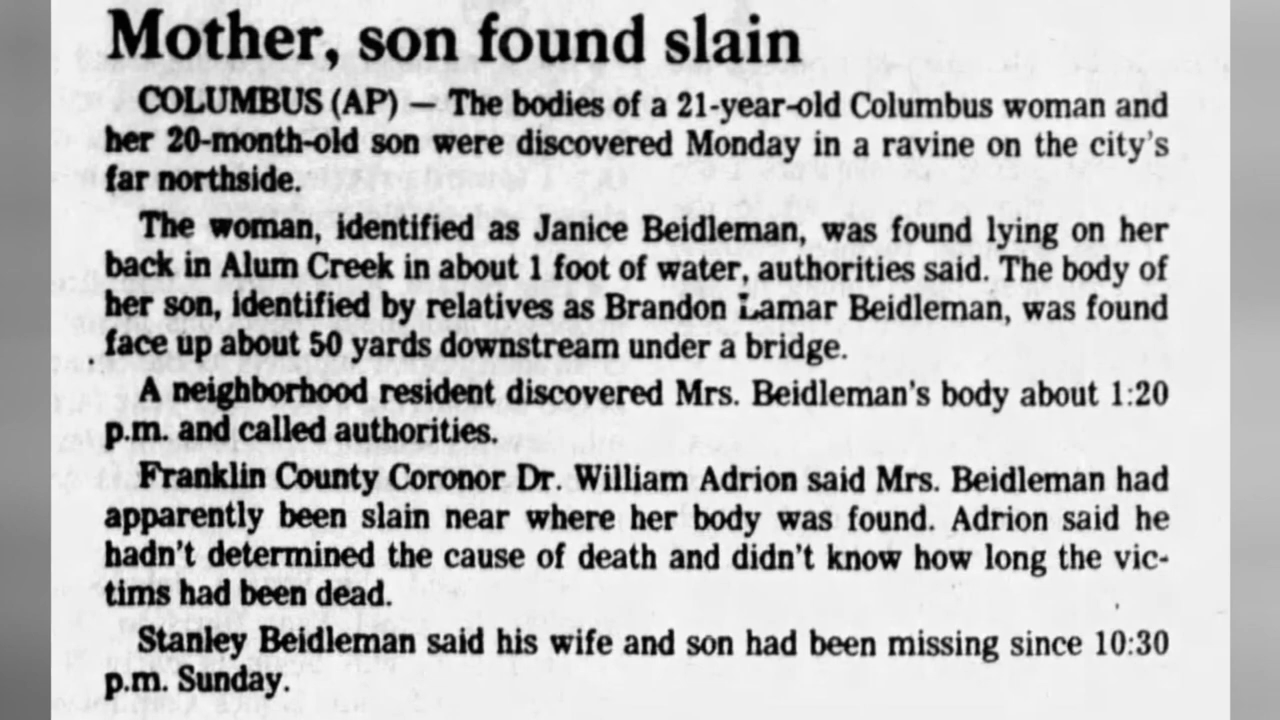 Mother, son found slain
COLUMBUS (AP) — The bodies of a 21-year-old Columbus woman and
her 20-month-old son were discovered Monday in a ravine on the city's
far northside.
The woman, identified as Janice Beidleman, was found lying on her
back in Alum Creek in about 1 foot of water, authorities said. The body of
her son, identified by relatives as Brandon Lamar Beidleman, was found
face up about 50 yards downstream under a bridge.
A neighborhood resident discovered Mrs. Beidleman's body about 1:20
p.m. and called authorities.
Franklin County Coronor Dr. William Adrion said Mrs. Beidleman had
apparently been slain near where her body was found. Adrion said he
hadn't determined the cause of death and didn't know how long the vic-
tims had been dead.
Stanley Beidleman said his wife and son had been missing since 10:30
p.m. Sunday.